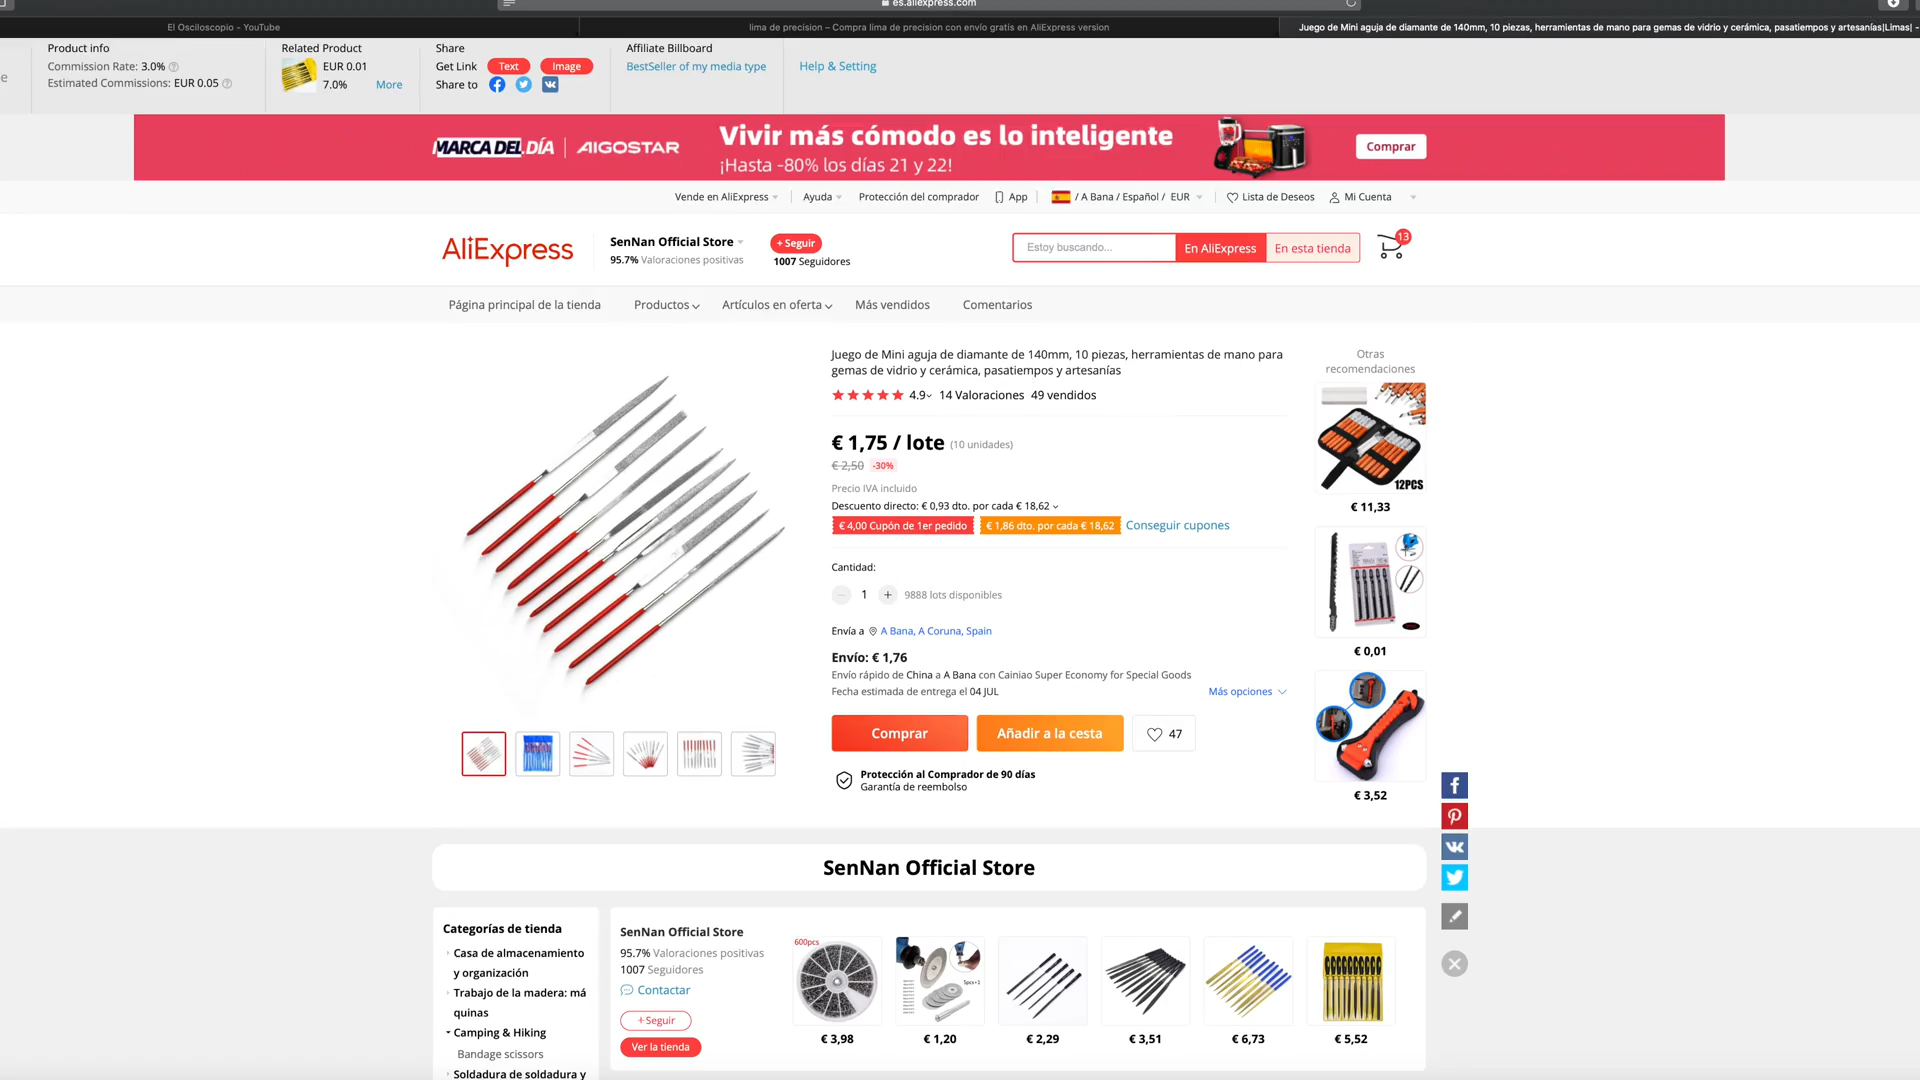 es.aliexpress.com
El Osciloscopio - YouTube
lima de precision – Compra lima de precision con envío gratis en AliExpress version
Juego de Mini aguja de diamante de 140mm, 10 piezas, herramientas de mano para gemas de vidrio y cerámica, pasatiempos y artesanías|Limas| -
e
Product info
Commission Rate: 3.0%
Estimated Commissions: EUR 0.05
Related Product
EUR 0.01
7.0%
More
Share
Get Link Text Image
Share to
Affiliate Billboard
BestSeller of my media type
Help & Setting
MARCA DEL DÍA | AIGOSTAR
Vivir más cómodo es lo inteligente
¡Hasta -80% los días 21 y 22!
Comprar
Vende en AliExpress
Ayuda
Protección del comprador
App
/ A Bana / Español / EUR
Lista de Deseos
Mi Cuenta
AliExpress
SenNan Official Store
95.7% Valoraciones positivas
+ Seguir
1007 Seguidores
Estoy buscando...
En AliExpress
En esta tienda
13
Página principal de la tienda
Productos
Artículos en oferta
Más vendidos
Comentarios
Juego de Mini aguja de diamante de 140mm, 10 piezas, herramientas de mano para
gemas de vidrio y cerámica, pasatiempos y artesanías
4.9 14 Valoraciones 49 vendidos
€ 1,75 / lote (10 unidades)
€ 2,50 -30%
Precio IVA incluido
Descuento directo: € 0,93 dto. por cada € 18,62
€ 4,00 Cupón de 1er pedido € 1,86 dto. por cada € 18,62 Conseguir cupones
Cantidad:
1 + 9888 lots disponibles
Envía a A Bana, A Coruna, Spain
Envío: € 1,76
Envío rápido de China a A Bana con Cainiao Super Economy for Special Goods
Fecha estimada de entrega el 04 JUL
Más opciones
Comprar
Añadir a la cesta
47
Protección al Comprador de 90 días
Garantía de reembolso
Otras
recomendaciones
12PCS
€ 11,33
€ 0,01
€ 3,52
SenNan Official Store
Categorías de tienda
Casa de almacenamiento
y organización
Trabajo de la madera: má
quinas
Camping & Hiking
Bandage scissors
Soldadura de soldadura y
SenNan Official Store
95.7% Valoraciones positivas
1007 Seguidores
Contactar
+ Seguir
Ver la tienda
600pcs
€ 3,98
5pcs+1
€ 1,20
€ 2,29
€ 3,51
€ 6,73
€ 5,52